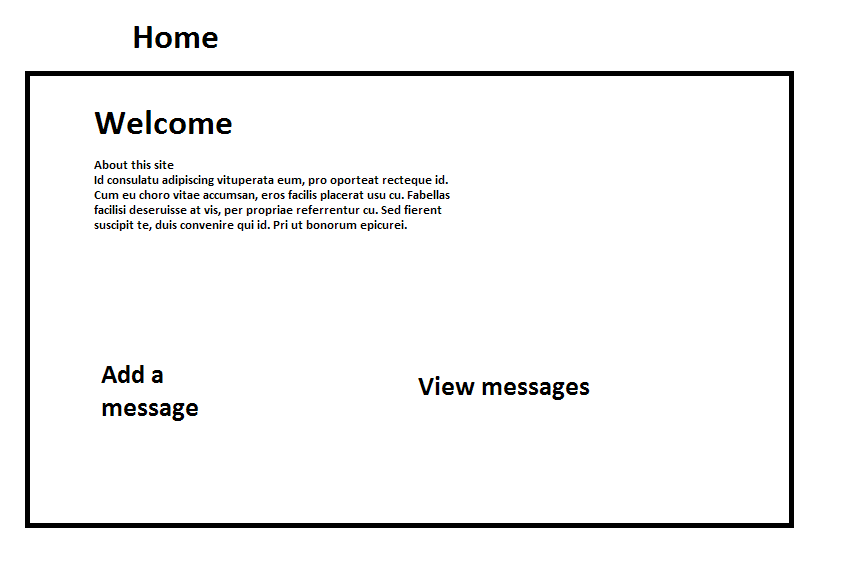 Home
Welcome
About this site
Id consulatu adipiscing vituperata eum, pro oporteat recteque id.
Cum eu choro vitae accumsan, eros facilis placerat usu cu. Fabellas
facilisi deseruisse at vis, per propriae referrentur cu. Sed fierent
suscipit te, duis convenire qui id. Pri ut bonorum epicurei.
Add a
message
View messages